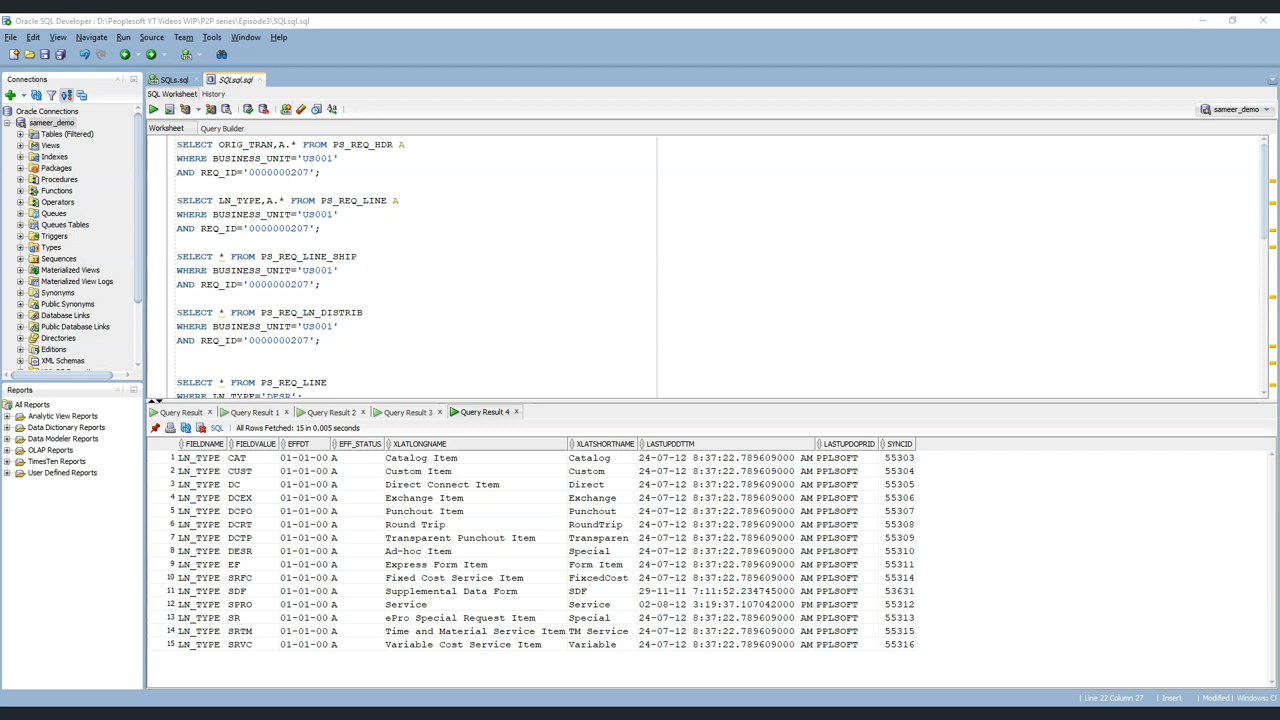 Oracle SQL Developer : D:\Peoplesoft YT Videos WIP\P2P series\Episode3\SQLsql.sql
File Edit View Navigate Run Source Team Tools Window Help
Connections
SQLs.sql SQLsql.sql
SQL Worksheet History
sameer_demo
Worksheet Query Builder
Oracle Connections
sameer_demo
Tables (Filtered)
Views
Indexes
Packages
Procedures
Functions
Operators
Queues
Queues Tables
Triggers
Types
Sequences
Materialized Views
Materialized View Logs
Synonyms
Public Synonyms
Database Links
Public Database Links
Directories
Editions
XML Schemas
SELECT ORIG_TRAN,A.* FROM PS_REQ_HDR A
WHERE BUSINESS_UNIT='US001'
AND REQ_ID='0000000207';
SELECT LN_TYPE,A.* FROM PS_REQ_LINE A
WHERE BUSINESS_UNIT='US001'
AND REQ_ID='0000000207';
SELECT * FROM PS_REQ_LINE_SHIP
WHERE BUSINESS_UNIT='US001'
AND REQ_ID='0000000207';
SELECT * FROM PS_REQ_LN_DISTRIB
WHERE BUSINESS_UNIT='US001'
AND REQ_ID='0000000207';
SELECT * FROM PS_REQ_LINE
WHERE LN_TYPE='DESR';
Reports
All Reports
Analytic View Reports
Data Dictionary Reports
Data Modeler Reports
OLAP Reports
TimesTen Reports
User Defined Reports
Query Result Query Result 1 Query Result 2 Query Result 3 Query Result 4
SQL All Rows Fetched: 15 in 0.005 seconds
FIELDNAME FIELDVALUE EFFDT EFF_STATUS XLATLONGNAME XLATSHORTNAME LASTUPDDTTM LASTUPDOPRID SYNCID
1 LN_TYPE CAT 01-01-00 A Catalog Item Catalog 24-07-12 8:37:22.789609000 AM PPLSOFT 55303
2 LN_TYPE CUST 01-01-00 A Custom Item Custom 24-07-12 8:37:22.789609000 AM PPLSOFT 55304
3 LN_TYPE DC 01-01-00 A Direct Connect Item Direct 24-07-12 8:37:22.789609000 AM PPLSOFT 55305
4 LN_TYPE DCEX 01-01-00 A Exchange Item Exchange 24-07-12 8:37:22.789609000 AM PPLSOFT 55306
5 LN_TYPE DCPO 01-01-00 A Punchout Item Punchout 24-07-12 8:37:22.789609000 AM PPLSOFT 55307
6 LN_TYPE DCRT 01-01-00 A Round Trip RoundTrip 24-07-12 8:37:22.789609000 AM PPLSOFT 55308
7 LN_TYPE DCTP 01-01-00 A Transparent Punchout Item Transparen 24-07-12 8:37:22.789609000 AM PPLSOFT 55309
8 LN_TYPE DESR 01-01-00 A Ad-hoc Item Special 24-07-12 8:37:22.789609000 AM PPLSOFT 55310
9 LN_TYPE EF 01-01-00 A Express Form Item Form Item 24-07-12 8:37:22.789609000 AM PPLSOFT 55311
10 LN_TYPE SRFC 01-01-00 A Fixed Cost Service Item FixcedCost 24-07-12 8:37:22.789609000 AM PPLSOFT 55314
11 LN_TYPE SDF 01-01-00 A Supplemental Data Form SDF 29-11-11 7:11:52.234745000 AM PPLSOFT 53631
12 LN_TYPE SPRO 01-01-00 A Service Service 02-08-12 3:19:37.107042000 PM PPLSOFT 55312
13 LN_TYPE SR 01-01-00 A ePro Special Request Item Special 24-07-12 8:37:22.789609000 AM PPLSOFT 55313
14 LN_TYPE SRTM 01-01-00 A Time and Material Service Item TM Service 24-07-12 8:37:22.789609000 AM PPLSOFT 55315
15 LN_TYPE SRVC 01-01-00 A Variable Cost Service Item Variable 24-07-12 8:37:22.789609000 AM PPLSOFT 55316
Line 22 Column 27 Insert Modified Windows: C